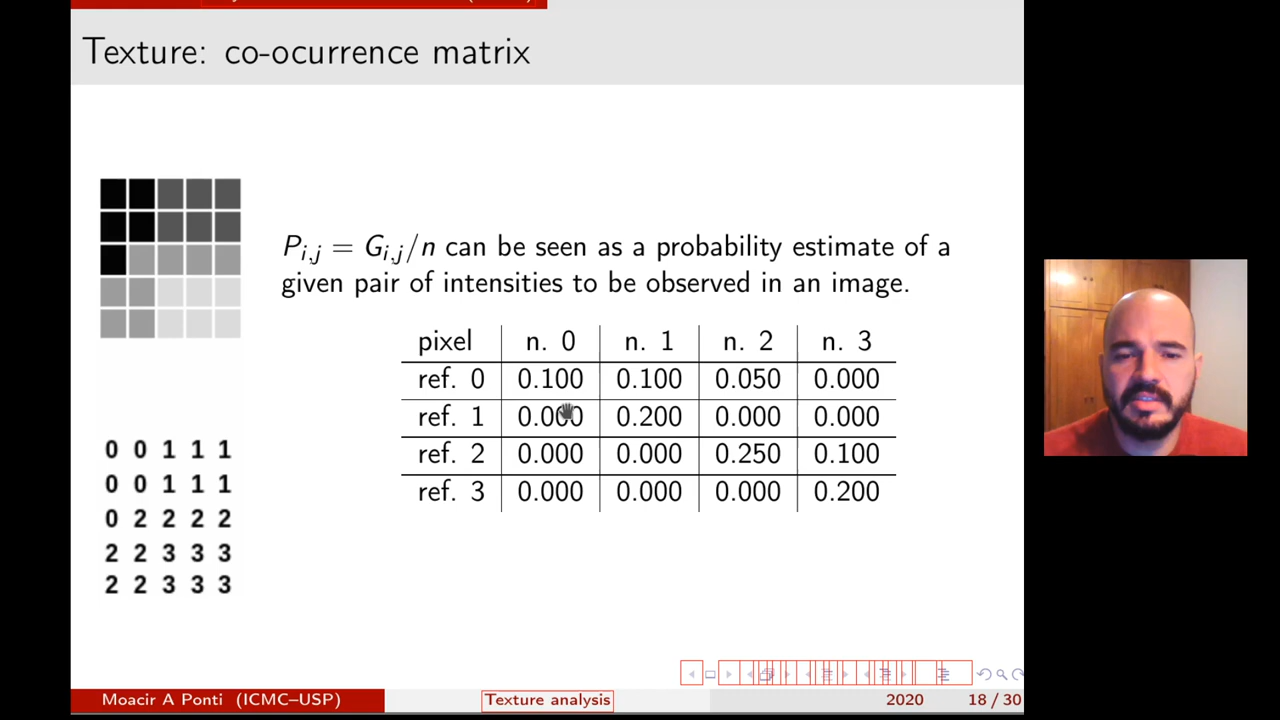 Texture: co-ocurrence matrix
P_{i,j} = G_{i,j}/n can be seen as a probability estimate of a
given pair of intensities to be observed in an image.
pixel n. 0 n. 1 n. 2 n. 3
ref. 0 0.100 0.100 0.050 0.000
ref. 1 0.000 0.200 0.000 0.000
ref. 2 0.000 0.000 0.250 0.100
ref. 3 0.000 0.000 0.000 0.200
0 0 1 1 1
0 0 1 1 1
0 2 2 2 2
2 2 3 3 3
2 2 3 3 3
Moacir A Ponti (ICMC–USP) Texture analysis 2020 18 / 30